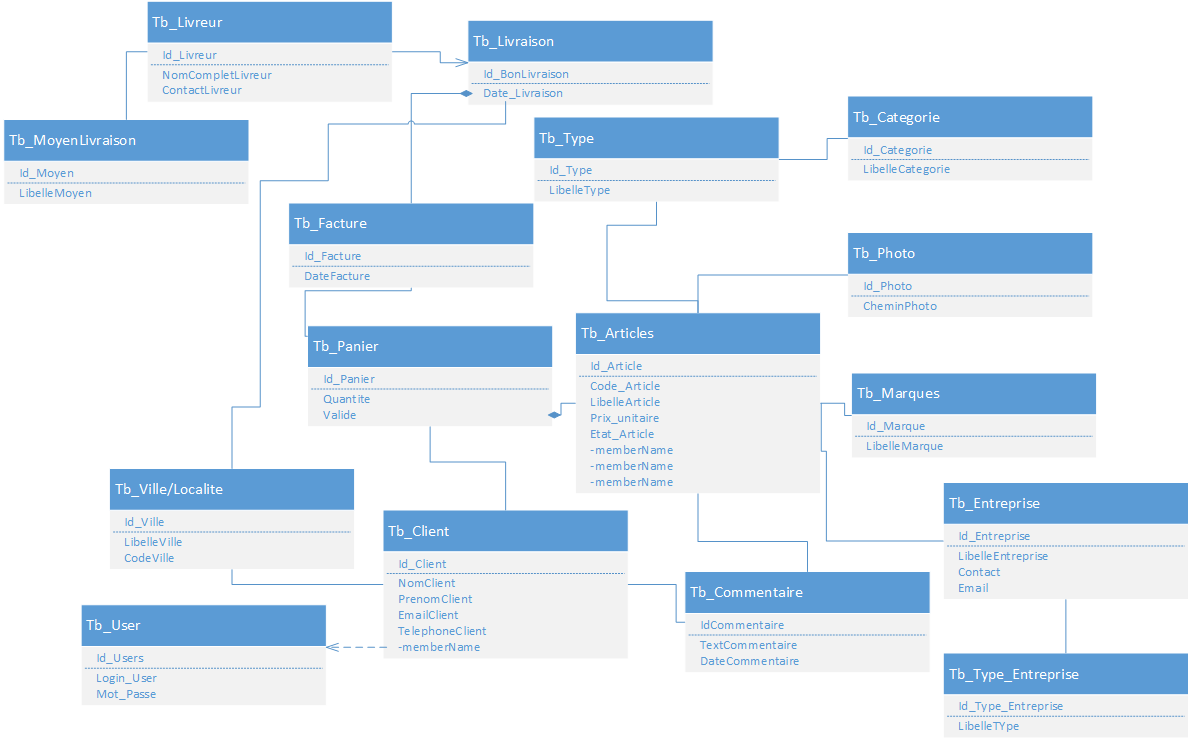 Tb_Livreur
Id_Livreur
NomCompletLivreur
ContactLivreur
Tb_Livraison
Id_BonLivraison
Date_Livraison
Tb_MoyenLivraison
Id_Moyen
LibelleMoyen
Tb_Type
Id_Type
LibelleType
Tb_Categorie
Id_Categorie
LibelleCategorie
Tb_Facture
Id_Facture
DateFacture
Tb_Photo
Id_Photo
CheminPhoto
Tb_Panier
Id_Panier
Quantite
Valide
Tb_Articles
Id_Article
Code_Article
LibelleArticle
Prix_unitaire
Etat_Article
-memberName
-memberName
-memberName
Tb_Marques
Id_Marque
LibelleMarque
Tb_Ville/Localite
Id_Ville
LibelleVille
CodeVille
Tb_Client
Id_Client
NomClient
PrenomClient
EmailClient
TelephoneClient
-memberName
Tb_Entreprise
Id_Entreprise
LibelleEntreprise
Contact
Email
Tb_User
Id_Users
Login_User
Mot_Passe
Tb_Commentaire
IdCommentaire
TextCommentaire
DateCommentaire
Tb_Type_Entreprise
Id_Type_Entreprise
LibelleTYpe